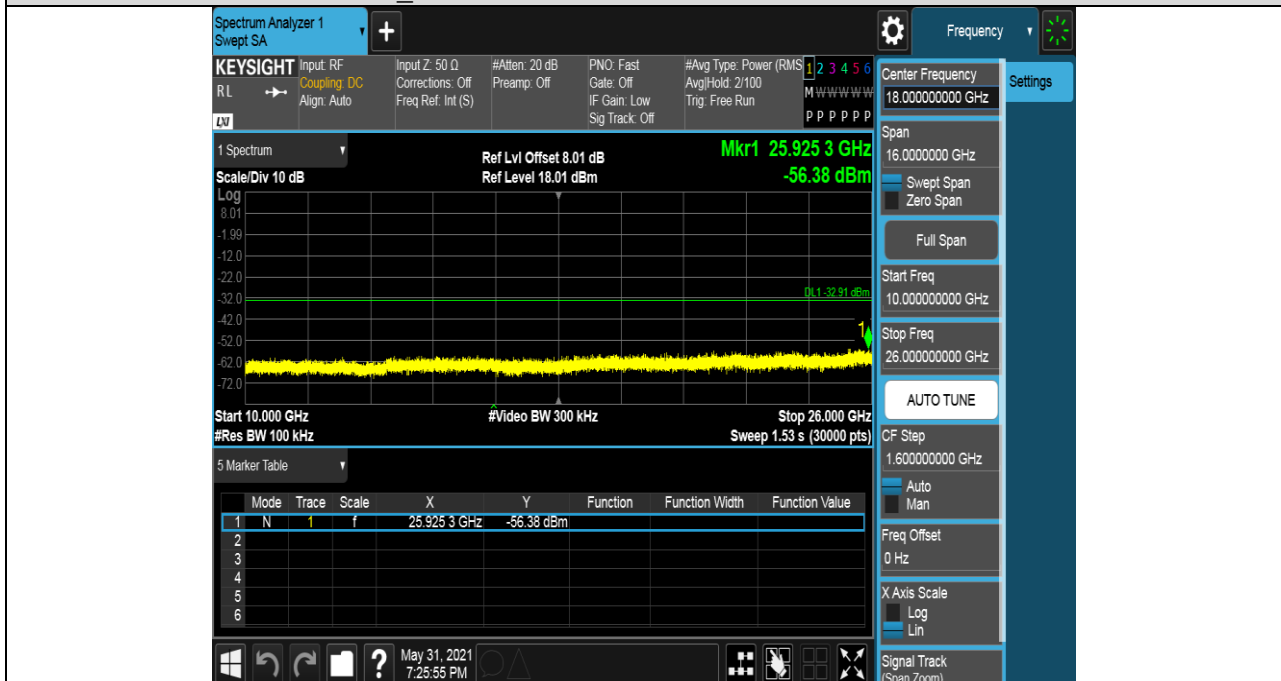 Spectrum Analyzer 1
Swept SA
Frequency
KEYSIGHT
RL
LXI
Input: RF
Coupling: DC
Align: Auto
Input Z: 50 Ω
Corrections: Off
Freq Ref: Int (S)
#Atten: 20 dB
Preamp: Off
PNO: Fast
Gate: Off
IF Gain: Low
Sig Track: Off
#Avg Type: Power (RMS
Avg|Hold: 2/100
Trig: Free Run
1 2 3 4 5 6
M W W W W W
P P P P P P
1 Spectrum
Scale/Div 10 dB
Ref Lvl Offset 8.01 dB
Ref Level 18.01 dBm
Mkr1 25.925 3 GHz
-56.38 dBm
Log
8.01
-1.99
-12.0
-22.0
-32.0
-42.0
-52.0
-62.0
-72.0
DL1 -32.91 dBm
1
Start 10.000 GHz
#Res BW 100 kHz
#Video BW 300 kHz
Stop 26.000 GHz
Sweep 1.53 s (30000 pts)
5 Marker Table
Mode Trace Scale X Y Function Function Width Function Value
1 N 1 f 25.925 3 GHz -56.38 dBm
2
3
4
5
6
?
May 31, 2021
7:25:55 PM
Center Frequency
18.000000000 GHz
Span
16.0000000 GHz
Swept Span
Zero Span
Full Span
Start Freq
10.000000000 GHz
Stop Freq
26.000000000 GHz
AUTO TUNE
CF Step
1.600000000 GHz
Auto
Man
Freq Offset
0 Hz
X Axis Scale
Log
Lin
Signal Track
(Span Zoom)
Settings